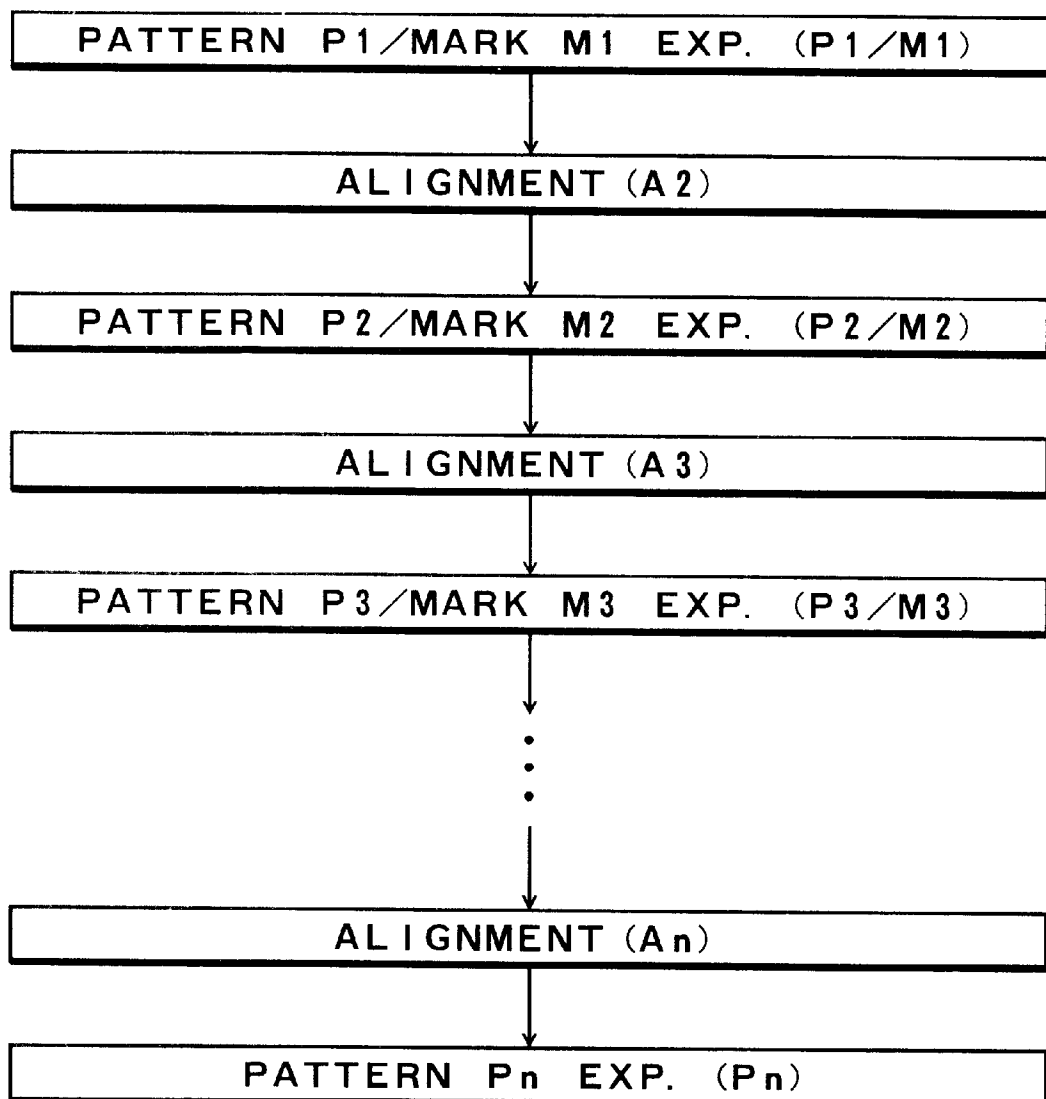 PATTERN P1/MARK M1 EXP. (P1/M1)
ALIGNMENT (A2)
PATTERN P2/MARK M2 EXP. (P2/M2)
ALIGNMENT (A3)
PATTERN P3/MARK M3 EXP. (P3/M3)
ALIGNMENT (An)
PATTERN Pn EXP. (Pn)